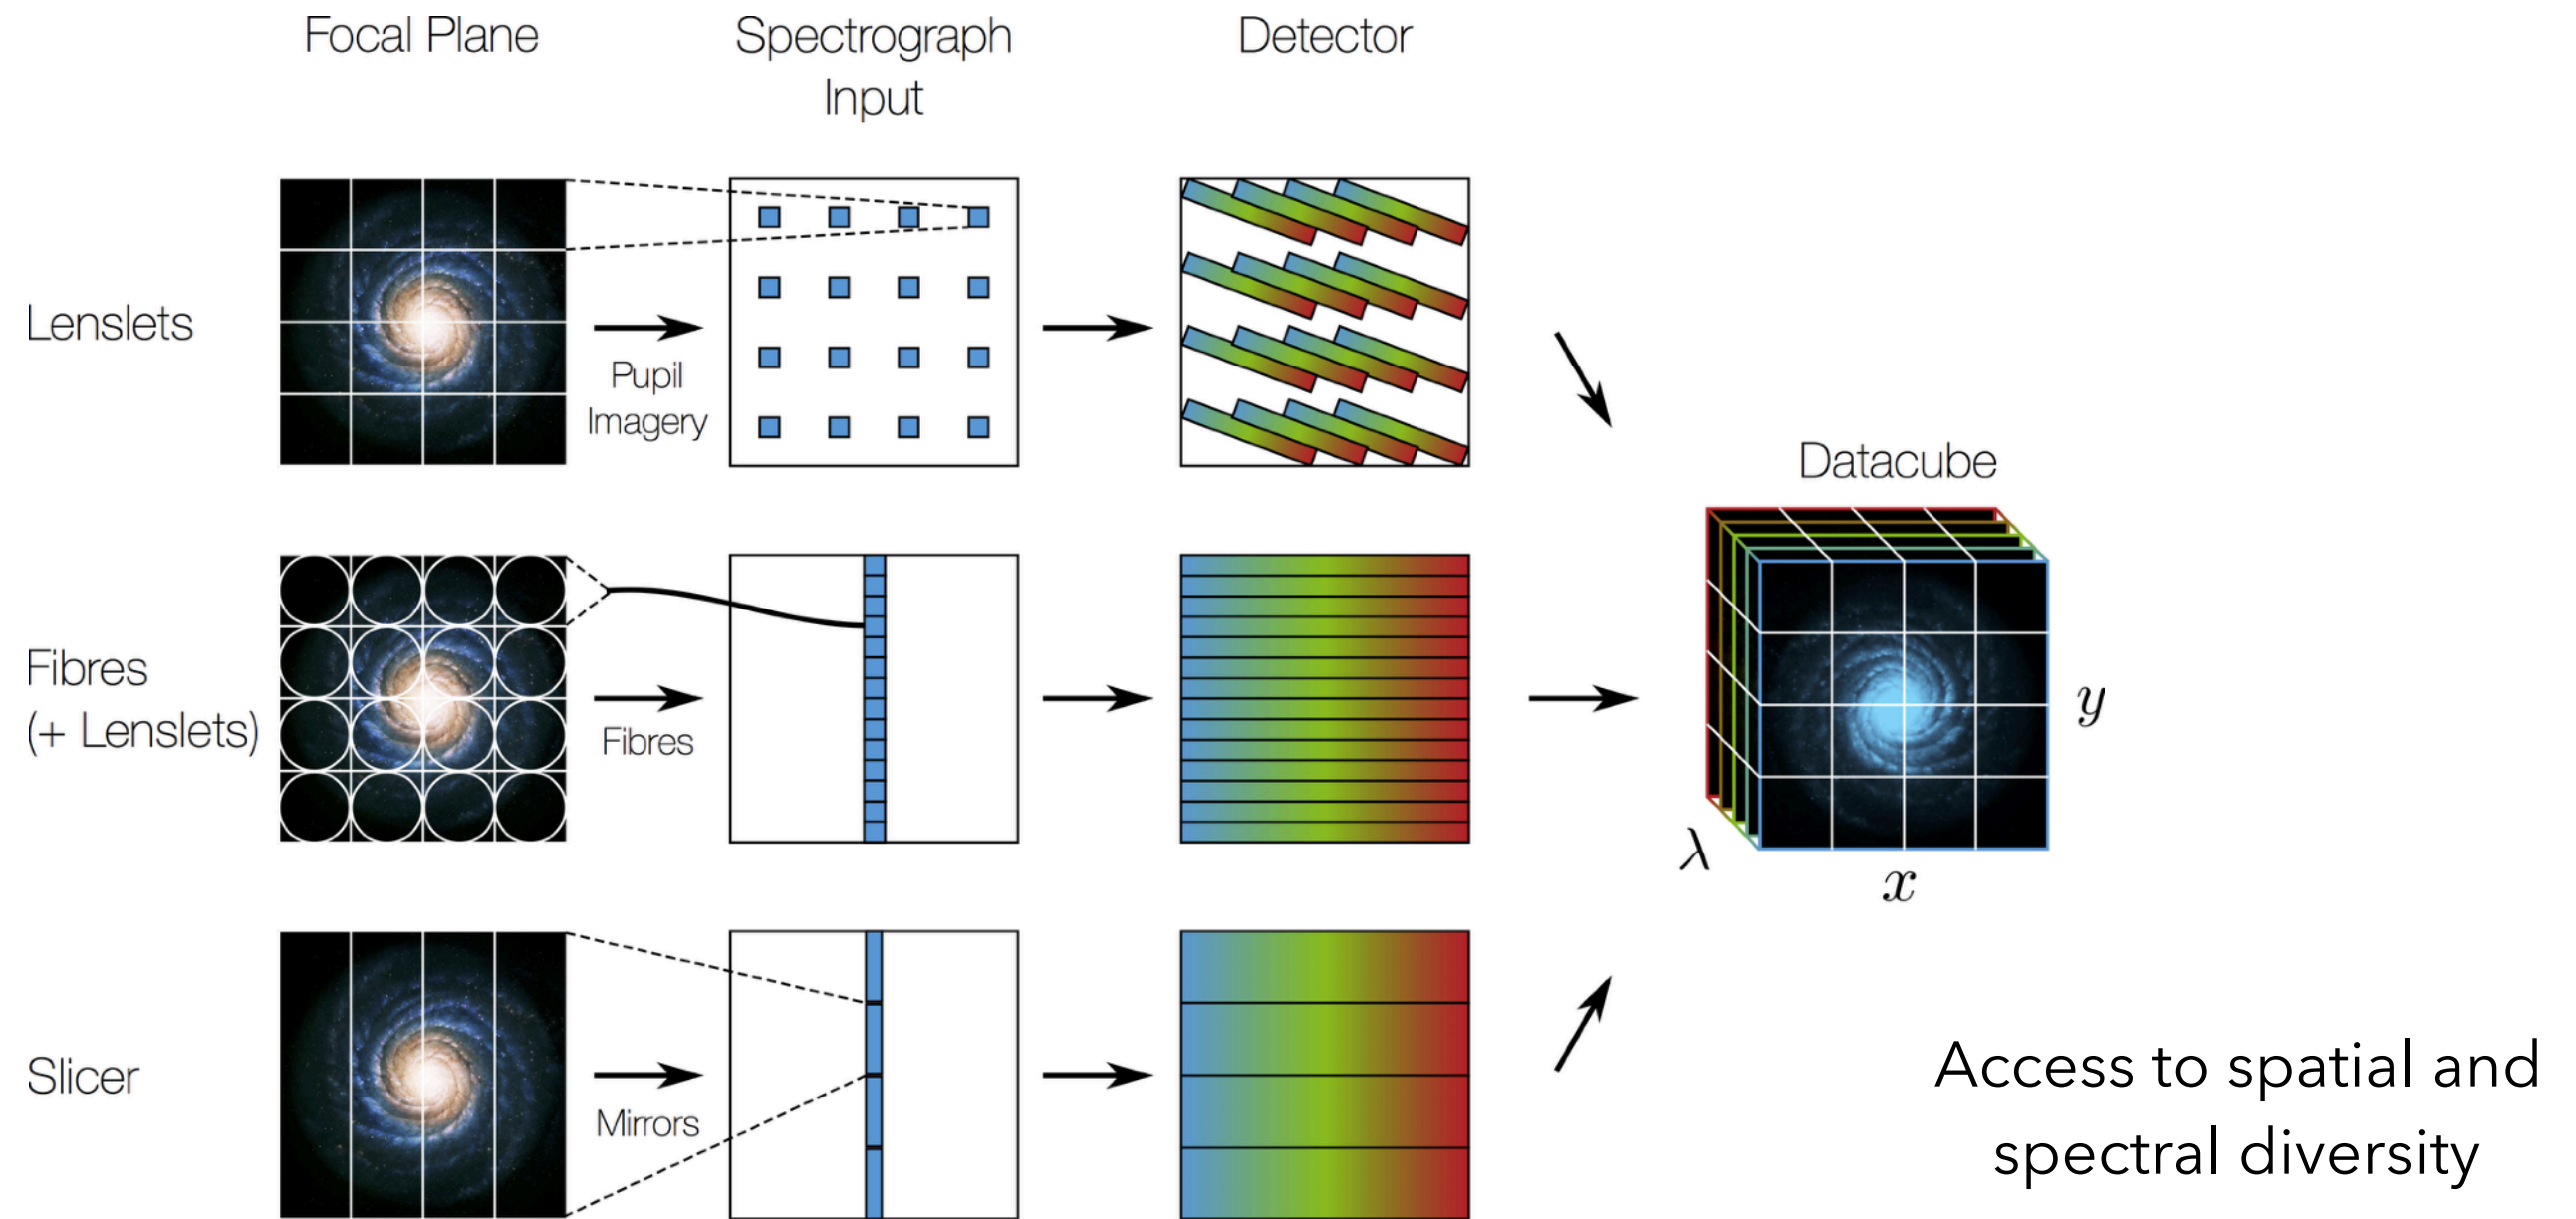 Focal Plane
Spectrograph
Input
Detector
Lenslets
Pupil
Imagery
Datacube
Fibres
(+ Lenslets)
Fibres
y
λ
x
Slicer
Mirrors
Access to spatial and
spectral diversity